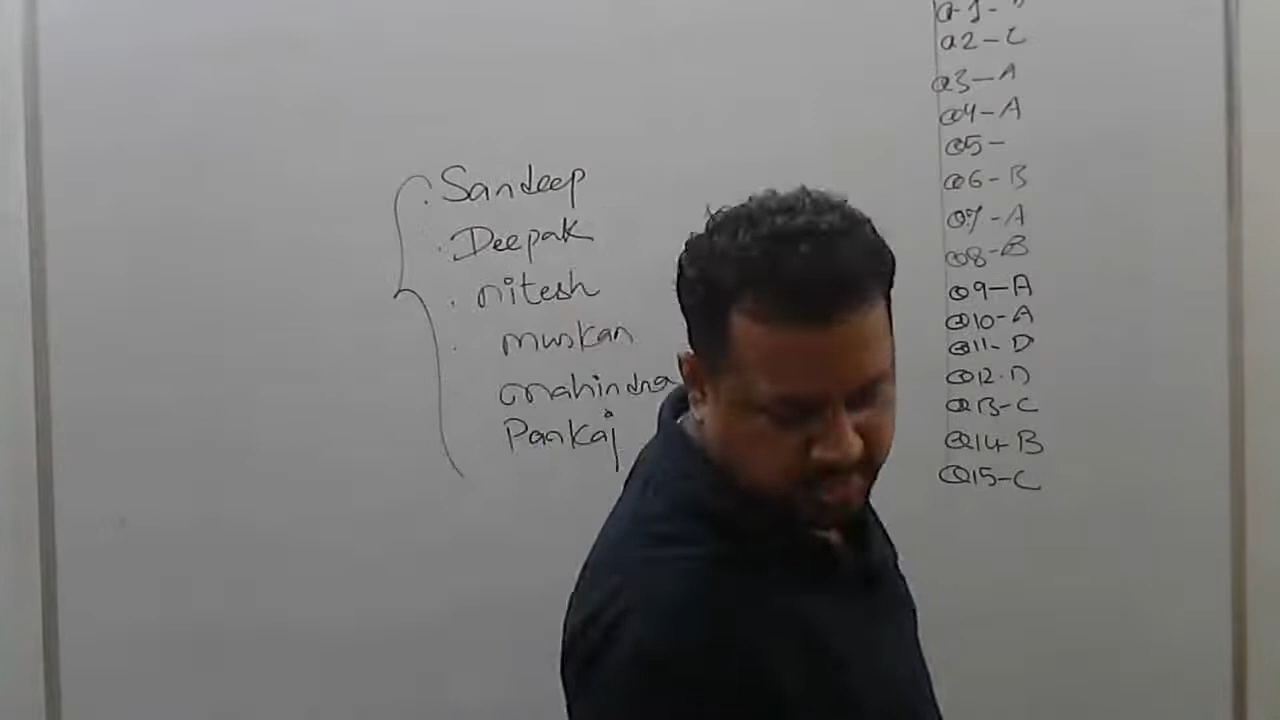 Sandeep
Deepak
nitesh
muskan
mahindra
Pankaj
Q2-C
Q3-A
Q4-A
Q5-
Q6-B
Q7-A
Q8-B
Q9-A
Q10-A
Q11-D
Q12-D
Q13-C
Q14-B
Q15-C